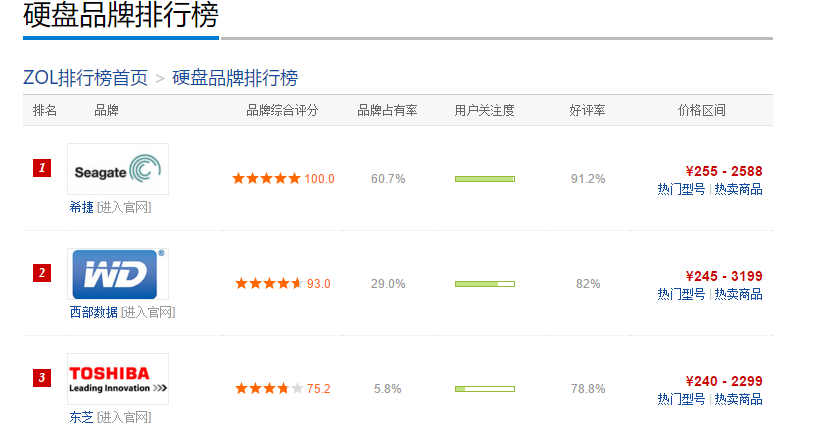 硬盘品牌排行榜
ZOL排行榜首页 > 硬盘品牌排行榜
排名 品牌 品牌综合评分 品牌占有率 用户关注度 好评率 价格区间
1 Seagate 100.0 60.7% 91.2% ¥255 - 2588
热门型号 | 热卖商品
希捷 [进入官网]
2 WD® 93.0 29.0% 82% ¥245 - 3199
热门型号 | 热卖商品
西部数据 [进入官网]
3 TOSHIBA
Leading Innovation >>> 75.2 5.8% 78.8% ¥240 - 2299
热门型号 | 热卖商品
东芝 [进入官网]